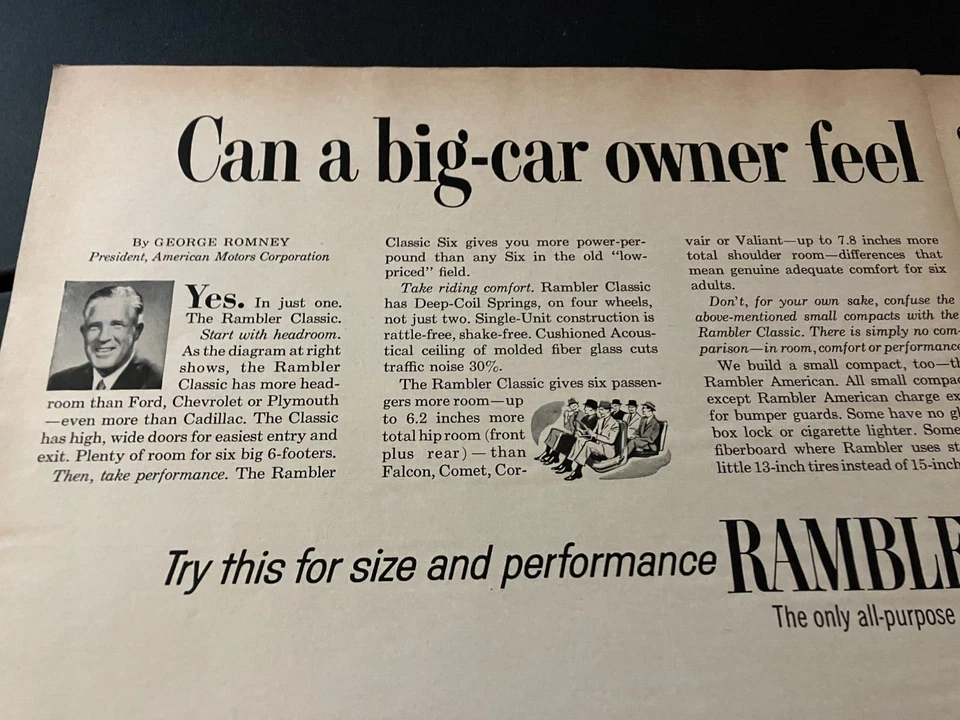 Can a big-car owner feel
By GEORGE ROMNEY
President, American Motors Corporation
Yes. In just one.
The Rambler Classic.
Start with headroom.
As the diagram at right
shows, the Rambler
Classic has more head-
room than Ford, Chevrolet or Plymouth
—even more than Cadillac. The Classic
has high, wide doors for easiest entry and
exit. Plenty of room for six big 6-footers.
Then, take performance. The Rambler
Classic Six gives you more power-per-
pound than any Six in the old "low-
priced" field.
Take riding comfort. Rambler Classic
has Deep-Coil Springs, on four wheels,
not just two. Single-Unit construction is
rattle-free, shake-free. Cushioned Acous-
tical ceiling of molded fiber glass cuts
traffic noise 30%.
The Rambler Classic gives six passen-
gers more room—up
to 6.2 inches more
total hip room (front
plus rear)—than
Falcon, Comet, Cor-
vair or Valiant—up to 7.8 inches more
total shoulder room—differences that
mean genuine adequate comfort for six
adults.
Don't, for your own sake, confuse the
above-mentioned small compacts with the
Rambler Classic. There is simply no com-
parison—in room, comfort or performance
We build a small compact, too—th
Rambler American. All small compac
except Rambler American charge ex
for bumper guards. Some have no gl
box lock or cigarette lighter. Some
fiberboard where Rambler uses st
little 13-inch tires instead of 15-inch
Try this for size and performance RAMBLE
The only all-purpose